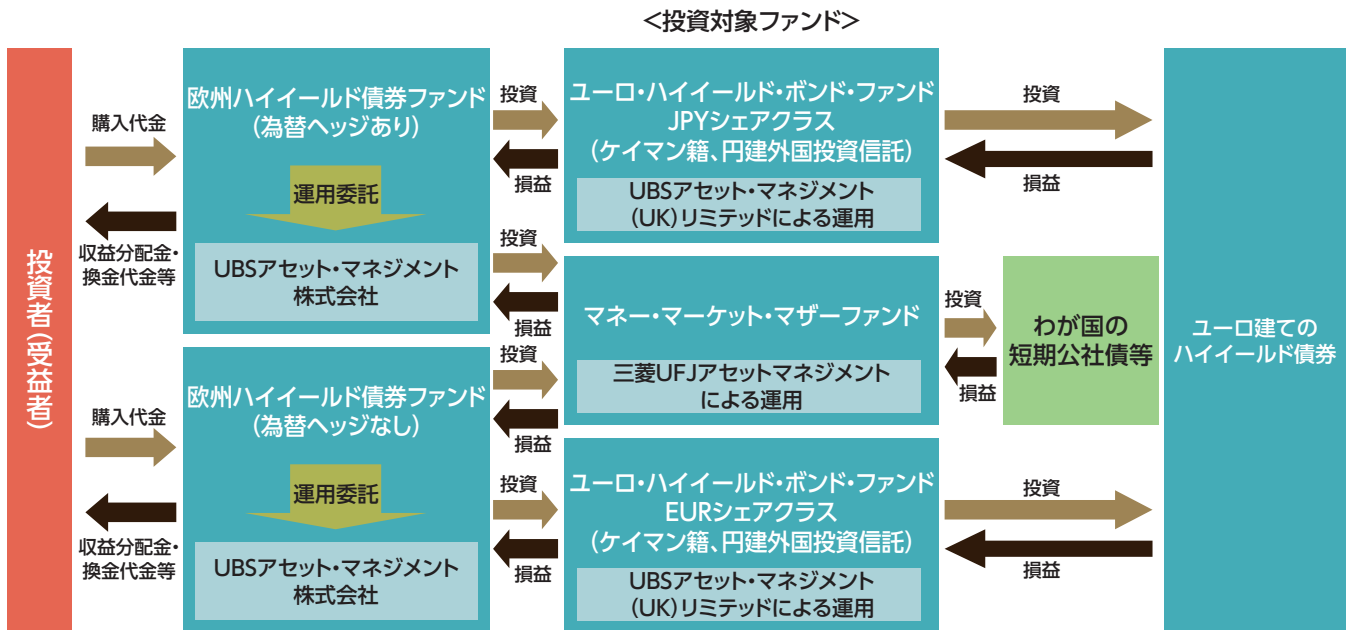 ＜投資対象ファンド＞
投資者（受益者）
購入代金
収益分配金・
換金代金等
欧州ハイイールド債券ファンド
（為替ヘッジあり）
運用委託
UBSアセット・マネジメント
株式会社
投資
損益
ユーロ・ハイイールド・ボンド・ファンド
JPYシェアクラス
（ケイマン籍、円建外国投資信託）
UBSアセット・マネジメント
（UK）リミテッドによる運用
投資
損益
投資
損益
マネー・マーケット・マザーファンド
三菱UFJアセットマネジメント
による運用
投資
損益
わが国の
短期公社債等
ユーロ建ての
ハイイールド債券
購入代金
収益分配金・
換金代金等
欧州ハイイールド債券ファンド
（為替ヘッジなし）
運用委託
UBSアセット・マネジメント
株式会社
投資
損益
投資
損益
ユーロ・ハイイールド・ボンド・ファンド
EURシェアクラス
（ケイマン籍、円建外国投資信託）
UBSアセット・マネジメント
（UK）リミテッドによる運用
投資
損益